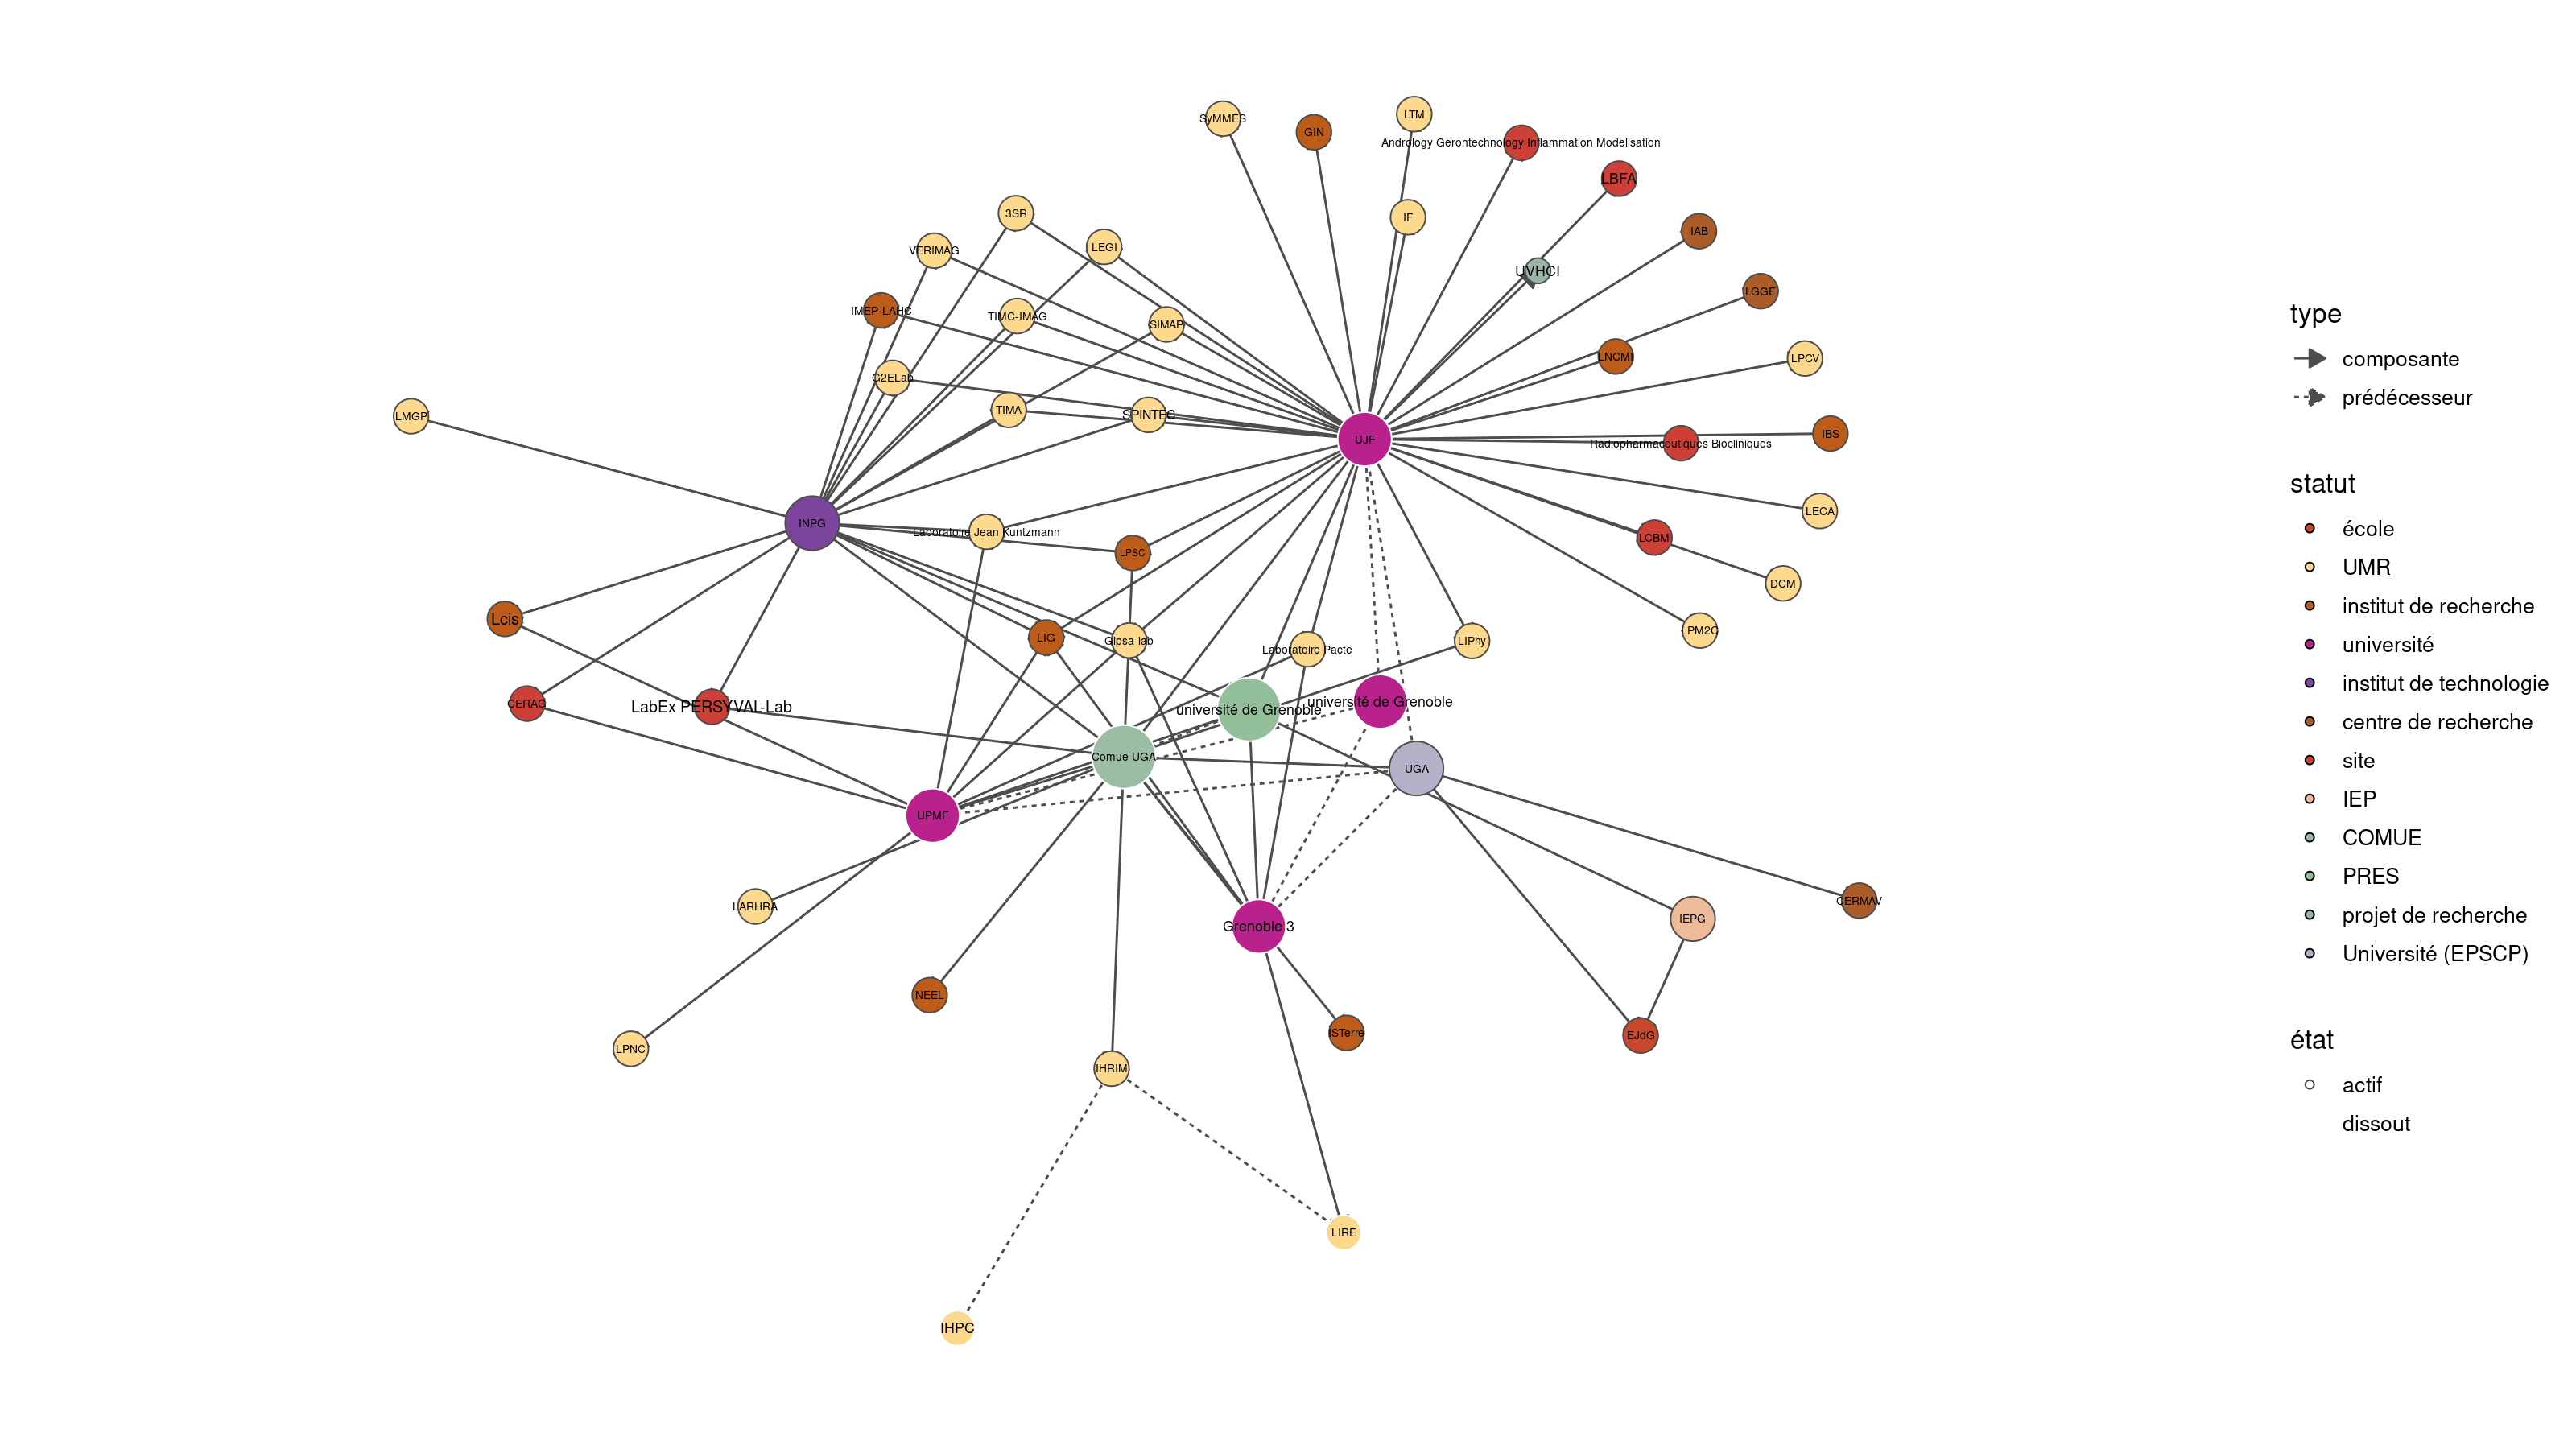 LTM
SyMMES
GIN
Andrology Gerontechnology Inflammation Modelisation
LBFA
3SR
IF
IAB
VERIMAG
LEGI
UVHCI
LGGE
IMEP-LAHC
TIMC-IMAG
SIMAP
LNCMI
LPCV
G2ELab
TIMA
SPINTEC
LMGP
UJF
IBS
Radiopharmaceutiques Biocliniques
LECA
INPG
Laboratoire Jean Kuntzmann
LCBM
LPSC
DCM
Lcis
LPM2C
LIG
Gipsa-lab
LIPhy
Laboratoire Pacte
CERAG
LabEx PERSYVAL-Lab
université de Grenoble
université de Grenoble
Comue UGA
UGA
UPMF
CERMAV
LARHRA
IEPG
Grenoble 3
NEEL
ISTerre
EJdG
LPNC
IHRIM
LIRE
IHPC
type
composante
prédécesseur
statut
école
UMR
institut de recherche
université
institut de technologie
centre de recherche
site
IEP
COMUE
PRES
projet de recherche
Université (EPSCP)
état
actif
dissout